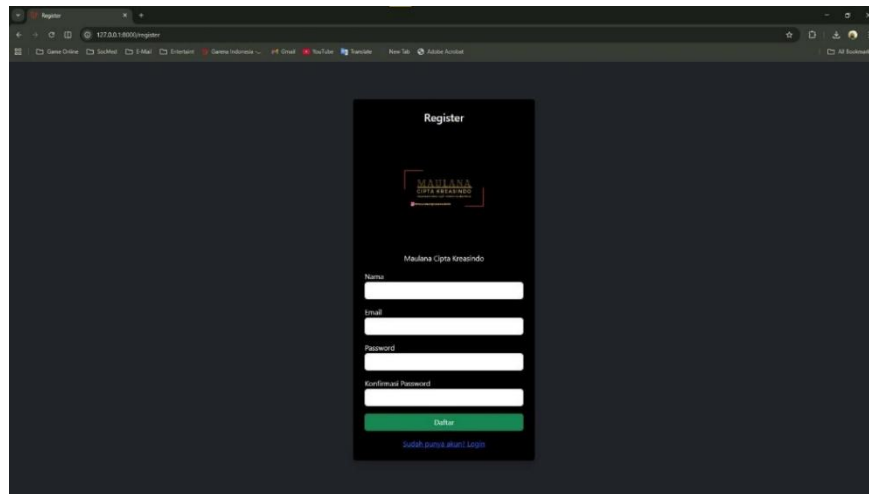 Register
127.0.0.1:8000/register
Game Online
SocMed
E-Mail
Entertaint
Garena Indonesia
Gmail
YouTube
Translate
New Tab
Adobe Acrobat
All Bookmark
Register
MAULANA
CIPTA KREASINDO
Maulana Cipta Kreasindo
Nama
Email
Password
Konfirmasi Password
Daftar
Sudah punya akun? Login